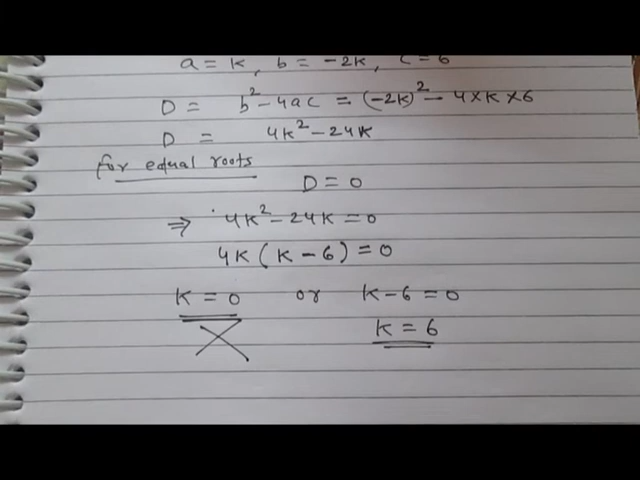 a = k, b = -2k, c = 6
D = b² - 4ac = (-2k)² - 4×k×6
D = 4k² - 24k
for equal roots
D = 0
⇒ 4k² - 24k = 0
4k (k - 6) = 0
k = 0 or k - 6 = 0
k = 6